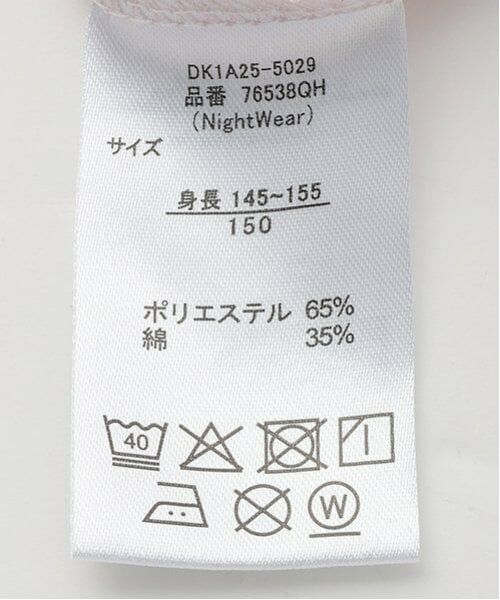 DK1A25-5029
品番 76538QH
(NightWear)
サイズ
身長 145~155
150
ポリエステル 65%
綿 35%
40
W